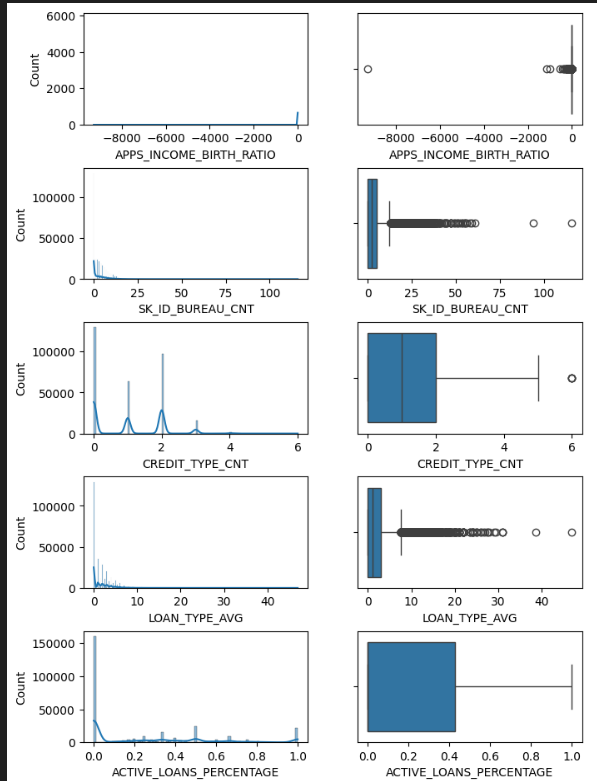 6000
4000
2000
0
Count
−8000 −6000 −4000 −2000 0
APPS_INCOME_BIRTH_RATIO
−8000 −6000 −4000 −2000 0
APPS_INCOME_BIRTH_RATIO
100000
50000
0
Count
0 25 50 75 100
SK_ID_BUREAU_CNT
0 25 50 75 100
SK_ID_BUREAU_CNT
100000
50000
0
Count
0 2 4 6
CREDIT_TYPE_CNT
0 2 4 6
CREDIT_TYPE_CNT
100000
50000
0
Count
0 10 20 30 40
LOAN_TYPE_AVG
0 10 20 30 40
LOAN_TYPE_AVG
150000
100000
50000
0
Count
0.0 0.2 0.4 0.6 0.8 1.0
ACTIVE_LOANS_PERCENTAGE
0.0 0.2 0.4 0.6 0.8 1.0
ACTIVE_LOANS_PERCENTAGE